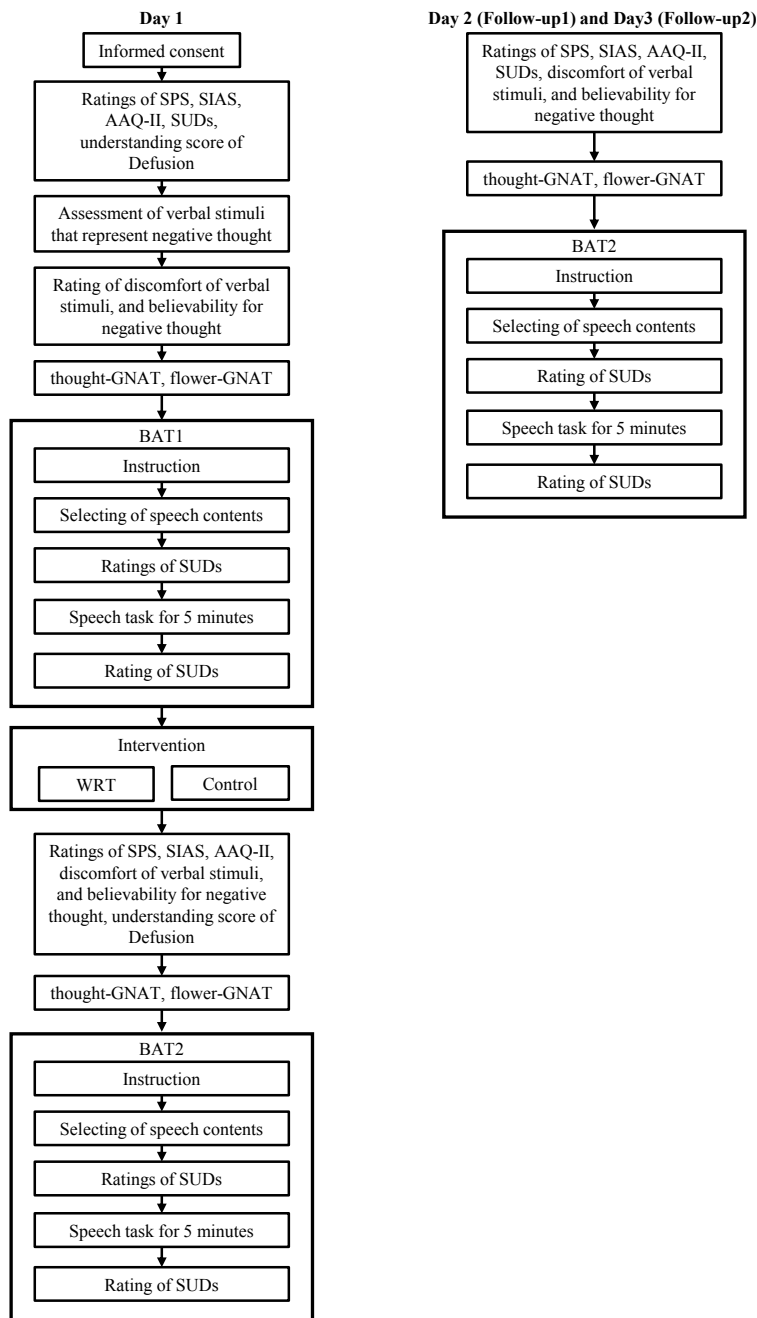 Day 1
Informed consent
Ratings of SPS, SIAS,
AAQ-II, SUDs,
understanding score of
Defusion
Assessment of verbal stimuli
that represent negative thought
Rating of discomfort of verbal
stimuli, and believability for
negative thought
thought-GNAT, flower-GNAT
BAT1
Instruction
Selecting of speech contents
Ratings of SUDs
Speech task for 5 minutes
Rating of SUDs
Intervention
WRT
Control
Ratings of SPS, SIAS, AAQ-II,
discomfort of verbal stimuli,
and believability for negative
thought, understanding score of
Defusion
thought-GNAT, flower-GNAT
BAT2
Instruction
Selecting of speech contents
Ratings of SUDs
Speech task for 5 minutes
Rating of SUDs
Day 2 (Follow-up1) and Day3 (Follow-up2)
Ratings of SPS, SIAS, AAQ-II,
SUDs, discomfort of verbal
stimuli, and believability for
negative thought
thought-GNAT, flower-GNAT
BAT2
Instruction
Selecting of speech contents
Rating of SUDs
Speech task for 5 minutes
Rating of SUDs